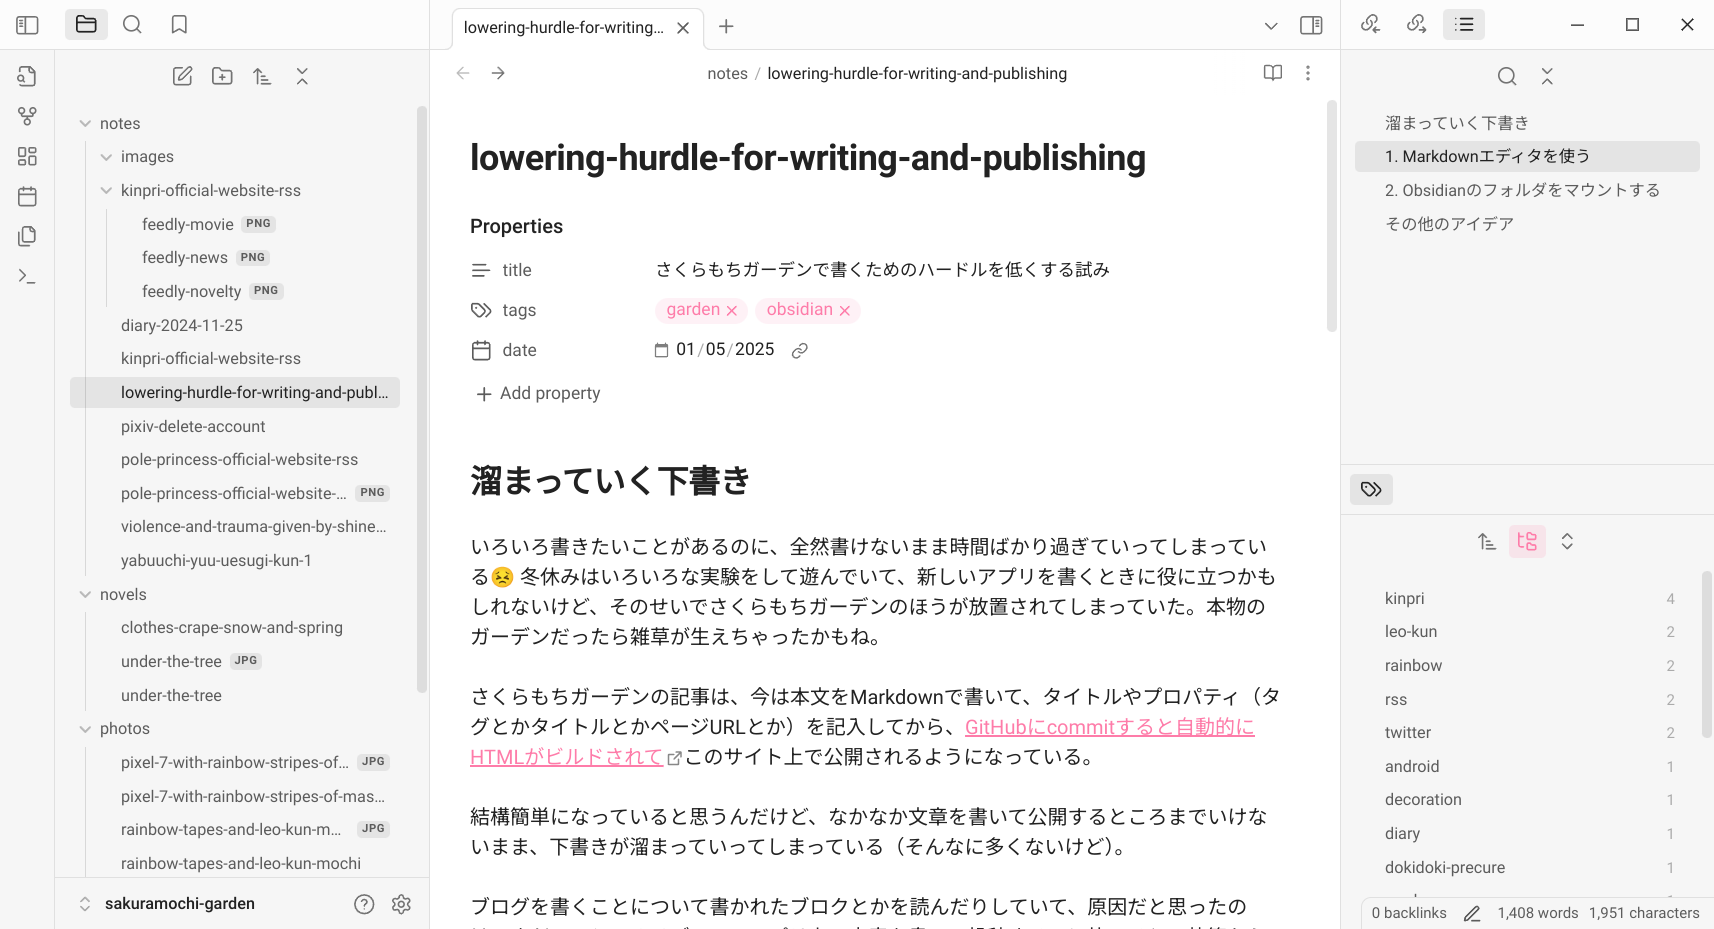 lowering-hurdle-for-writing...
notes
images
kinpri-official-website-rss
feedly-movie PNG
feedly-news PNG
feedly-novelty PNG
diary-2024-11-25
kinpri-official-website-rss
lowering-hurdle-for-writing-and-publ...
pixiv-delete-account
pole-princess-official-website-rss
pole-princess-official-website-... PNG
violence-and-trauma-given-by-shine...
yabuuchi-yuu-uesugi-kun-1
novels
clothes-crape-snow-and-spring
under-the-tree JPG
under-the-tree
photos
pixel-7-with-rainbow-stripes-of... JPG
pixel-7-with-rainbow-stripes-of-mas...
rainbow-tapes-and-leo-kun-m... JPG
rainbow-tapes-and-leo-kun-mochi
sakuramochi-garden
notes / lowering-hurdle-for-writing-and-publishing
lowering-hurdle-for-writing-and-publishing
Properties
title さくらもちガーデンで書くためのハードルを低くする試み
tags garden obsidian
date 01/05/2025
Add property
溜まっていく下書き
いろいろ書きたいことがあるのに、全然書けないまま時間ばかり過ぎていってしまってい
る😣 冬休みはいろいろな実験をして遊んでいて、新しいアプリを書くときに役に立つかも
しれないけど、そのせいでさくらもちガーデンのほうが放置されてしまっていた。本物の
ガーデンだったら雑草が生えちゃったかもね。
さくらもちガーデンの記事は、今は本文をMarkdownで書いて、タイトルやプロパティ（タ
グとかタイトルとかページURLとか）を記入してから、GitHubにcommitすると自動的に
HTMLがビルドされてこのサイト上で公開されるようになっている。
結構簡単になっていると思うんだけど、なかなか文章を書いて公開するところまでいけな
いまま、下書きが溜まっていってしまっている（そんなに多くないけど）。
ブログを書くことについて書かれたブロクとかを読んだりしていて、原因だと思ったの
溜まっていく下書き
1. Markdownエディタを使う
2. Obsidianのフォルダをマウントする
その他のアイデア
kinpri 4
leo-kun 2
rainbow 2
rss 2
twitter 2
android 1
decoration 1
diary 1
dokidoki-precure 1
0 backlinks 1,408 words 1,951 characters